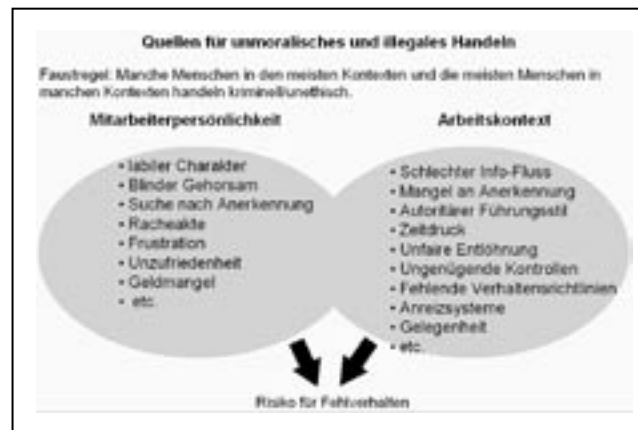 Quellen für unmoralisches und illegales Handeln
Faustregel: Manche Menschen in den meisten Kontexten und die meisten Menschen in
manchen Kontexten handeln kriminell/unethisch.
Mitarbeiterpersönlichkeit
• labiler Charakter
• Blinder Gehorsam
• Suche nach Anerkennung
• Racheakte
• Frustration
• Unzufriedenheit
• Geldmangel
• etc.
Arbeitskontext
• Schlechter Info-Fluss
• Mangel an Anerkennung
• Autoritärer Führungsstil
• Zeitdruck
• Unfaire Entlöhnung
• Ungenügende Kontrollen
• Fehlende Verhaltensrichtlinien
• Anreizsysteme
• Gelegenheit
• etc.
Risiko für Fehlverhalten